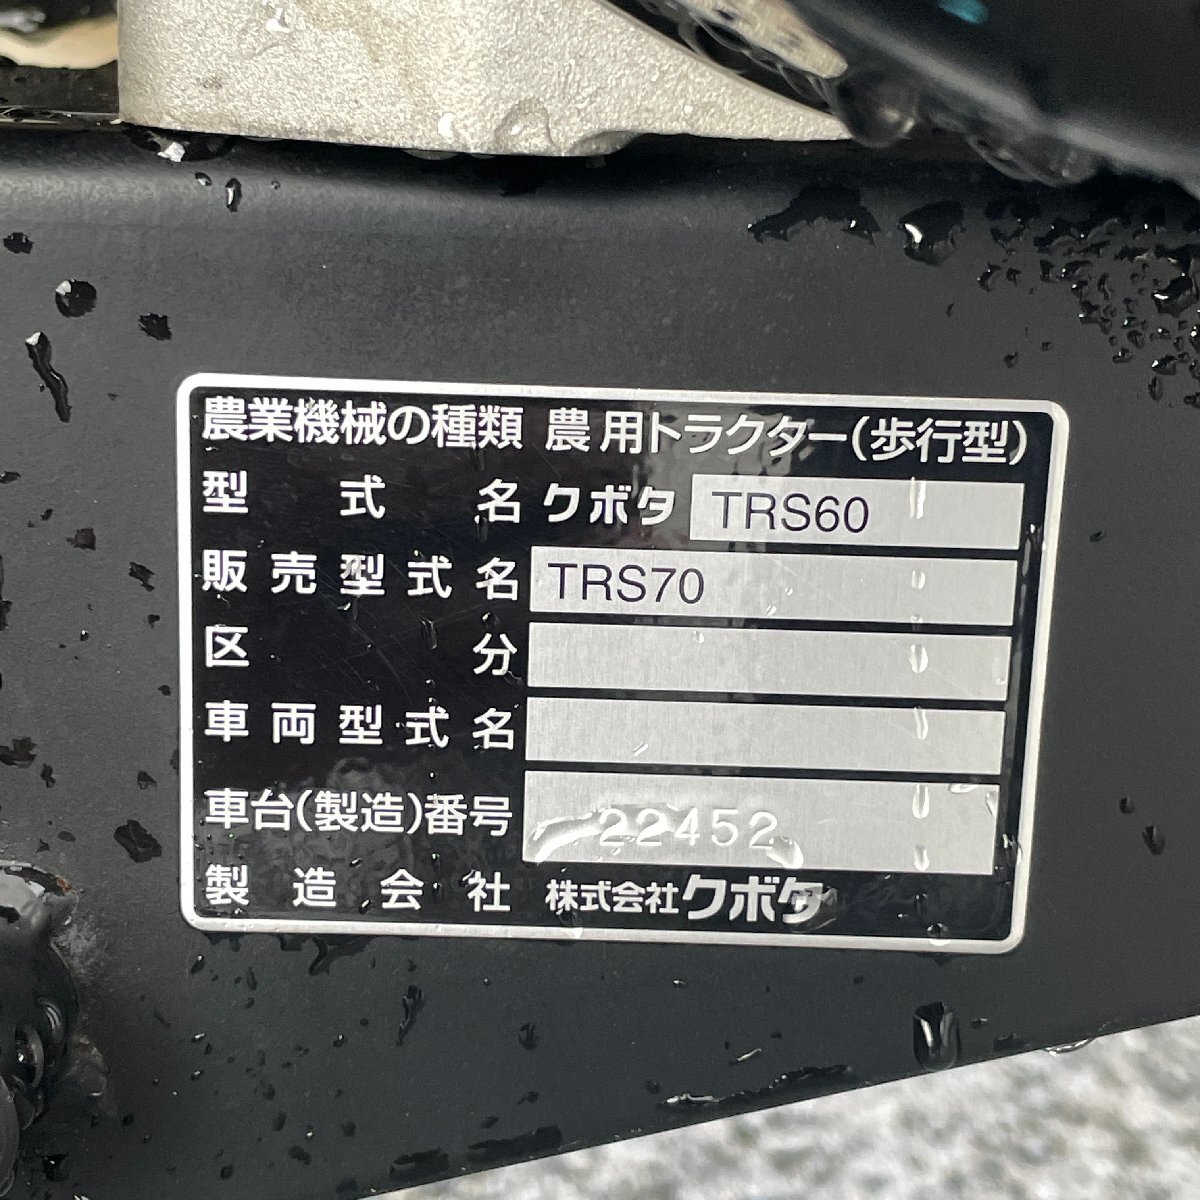 農業機械の種類 農用トラクター(歩行型)
型式名 クボタ TRS60
販売型式名 TRS70
区分
車両型式名
車台(製造)番号 22452
製造会社 株式会社クボタ